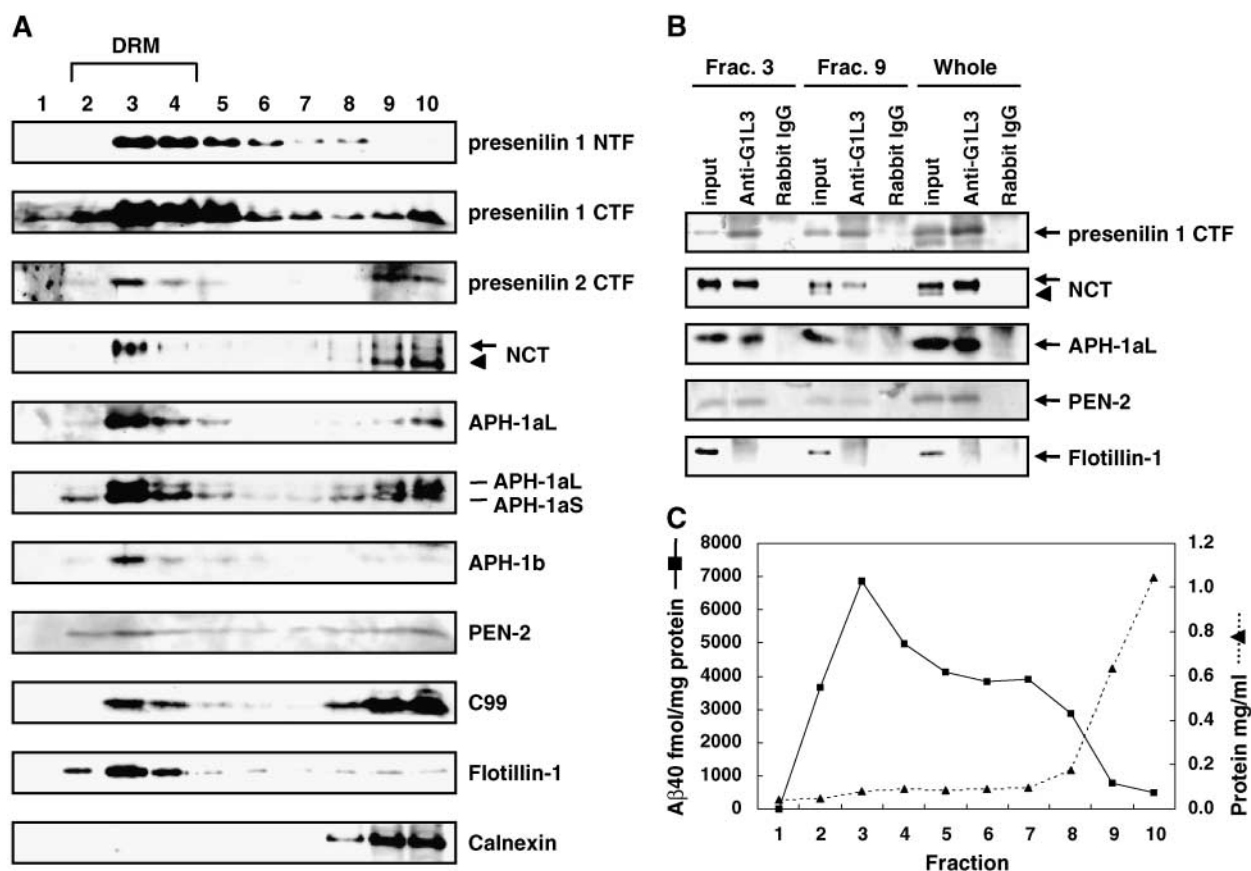 A
DRM
1 2 3 4 5 6 7 8 9 10
presenilin 1 NTF
presenilin 1 CTF
presenilin 2 CTF
NCT
APH-1aL
APH-1aL
APH-1aS
APH-1b
PEN-2
C99
Flotillin-1
Calnexin
B
Frac. 3 Frac. 9 Whole
input Anti-G1L3 Rabbit IgG input Anti-G1L3 Rabbit IgG input Anti-G1L3 Rabbit IgG
presenilin 1 CTF
NCT
APH-1aL
PEN-2
Flotillin-1
C
Aβ40 fmol/mg protein
8000
7000
6000
5000
4000
3000
2000
1000
0
1.2
1.0
0.8
0.6
0.4
0.2
0.0
Protein mg/ml
1 2 3 4 5 6 7 8 9 10
Fraction